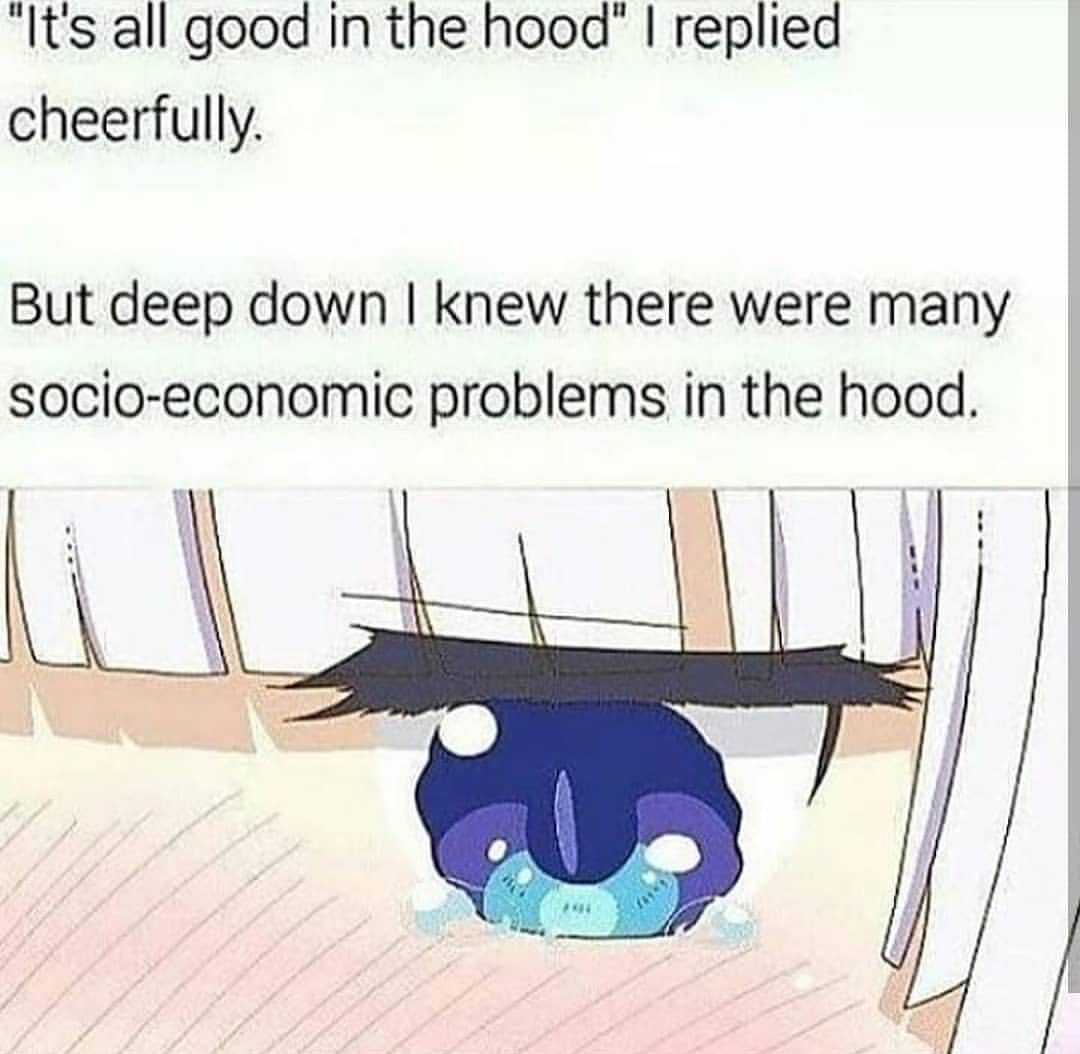 "It's all good in the hood" I replied
cheerfully.
But deep down I knew there were many
socio-economic problems in the hood.